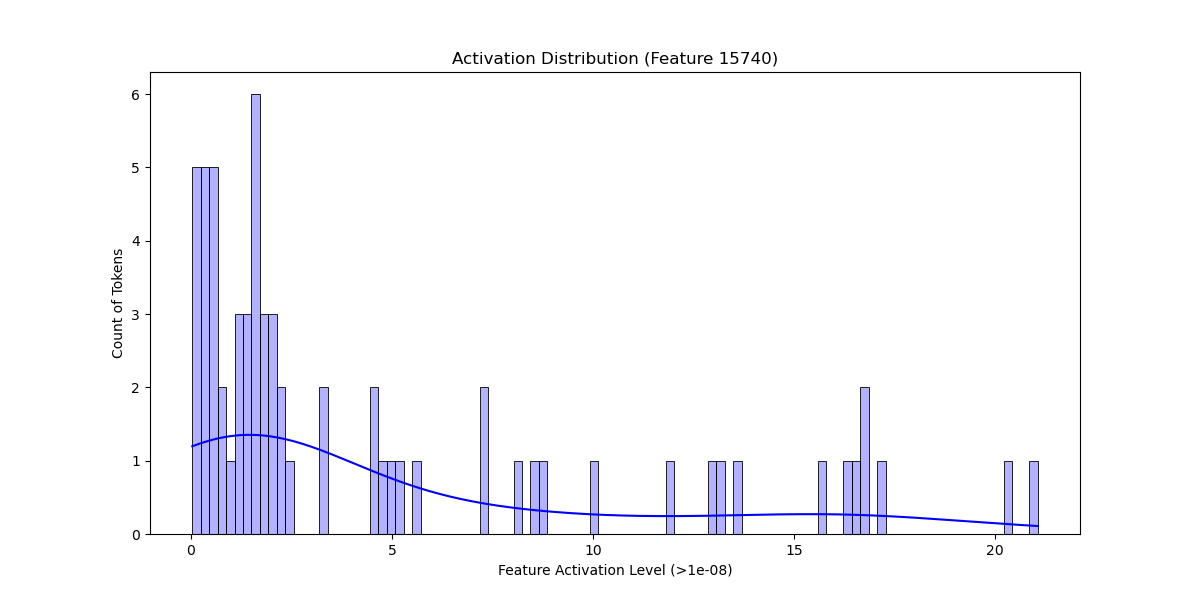 Activation Distribution (Feature 15740)
6
5
4
3
2
1
0
Count of Tokens
0 5 10 15 20
Feature Activation Level (>1e-08)